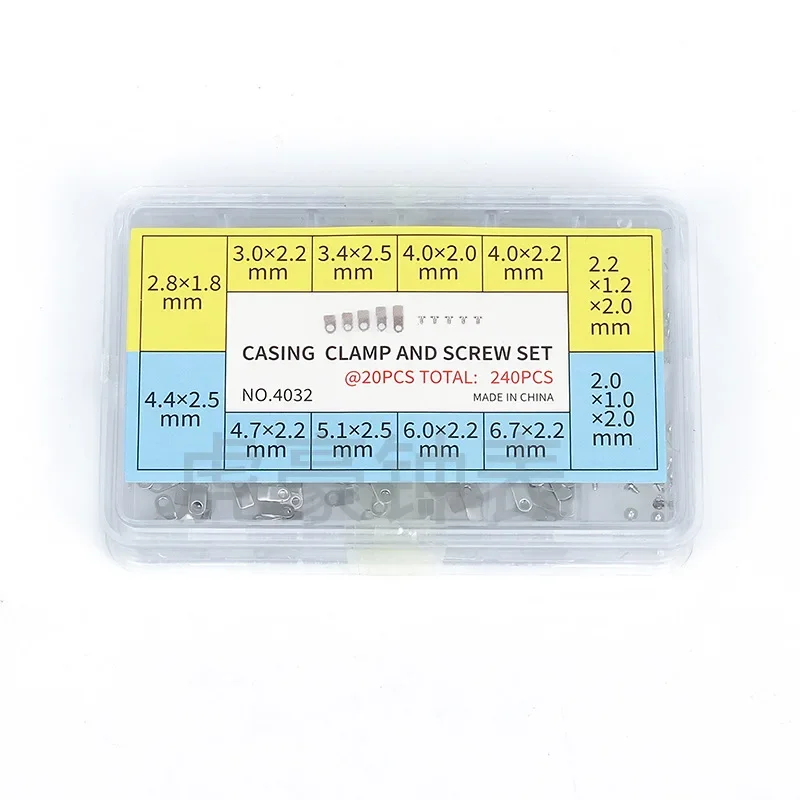 2.8×1.8
mm
3.0×2.2
mm
3.4×2.5
mm
4.0×2.0
mm
4.0×2.2
mm
2.2
×1.2
×2.0
mm
CASING CLAMP AND SCREW SET
@20PCS TOTAL: 240PCS
NO.4032
MADE IN CHINA
4.4×2.5
mm
4.7×2.2
mm
5.1×2.5
mm
6.0×2.2
mm
6.7×2.2
mm
2.0
×1.0
×2.0
mm
虎豪钟表